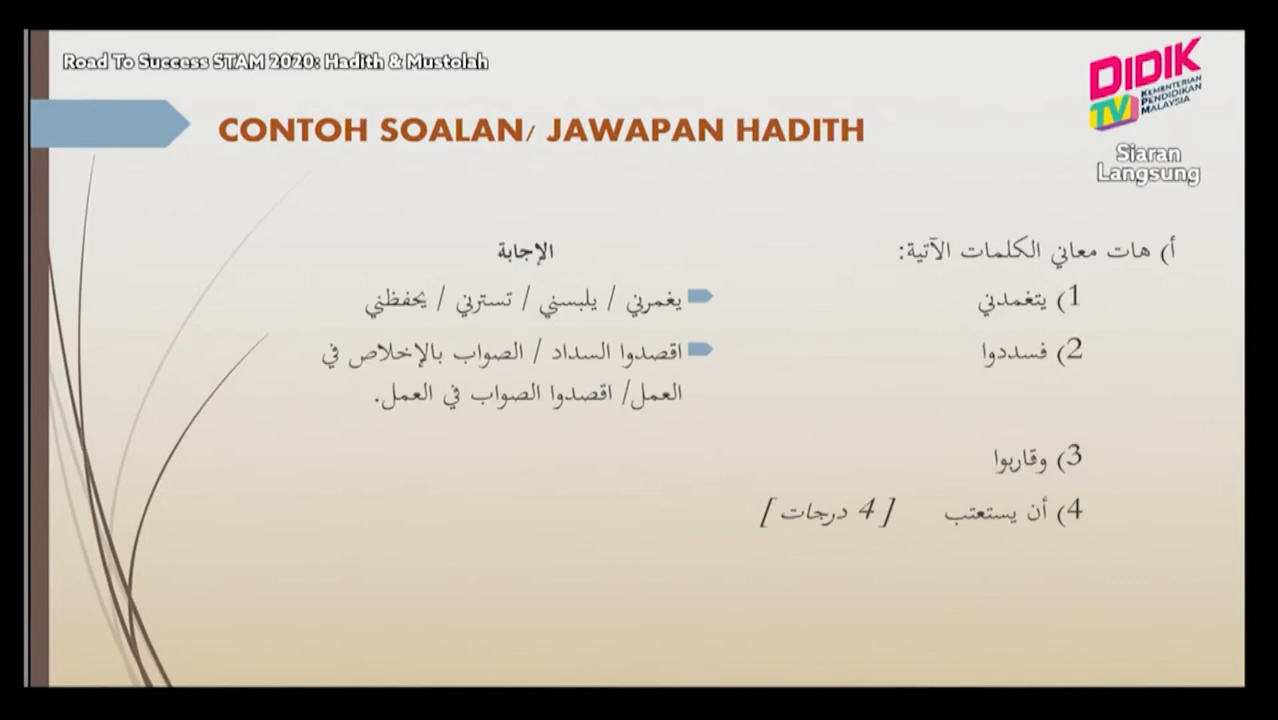 Road To Success STAM 2020: Hadith & Mustolah
DIDIK
TV
KEMENTERIAN
PENDIDIKAN
MALAYSIA
Siaran
Langsung
CONTOH SOALAN/ JAWAPAN HADITH
أ) هات معاني الكلمات الآتية:
1) يتغمدني
2) فسددوا
3) وقاربوا
4) أن يستعتب [ 4 درجات ]
الإجابة
يغمرني / يلبسني / تسترني / يحفظني
اقصدوا السداد / الصواب بالإخلاص في
العمل/ اقصدوا الصواب في العمل.